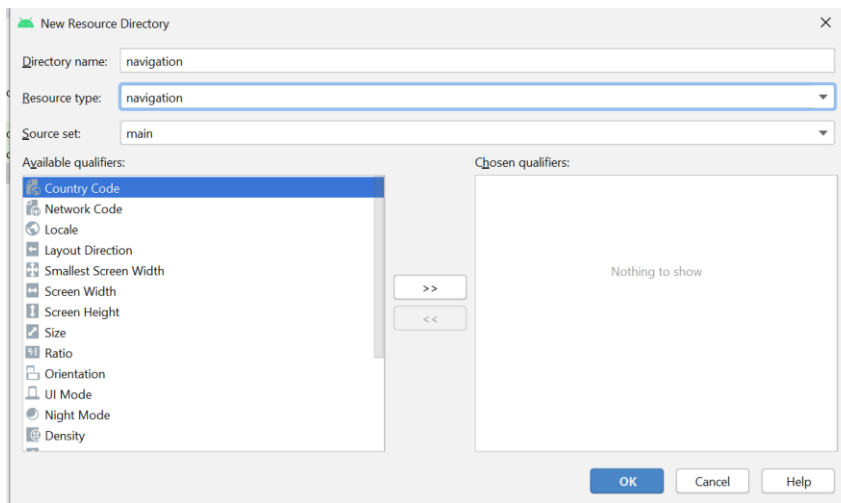 New Resource Directory
Directory name: navigation
Resource type: navigation
Source set: main
Available qualifiers:
Chosen qualifiers:
Country Code
Network Code
Locale
Layout Direction
Smallest Screen Width
Screen Width
Screen Height
Size
Ratio
Orientation
UI Mode
Night Mode
Density
>>
<<
Nothing to show
OK Cancel Help